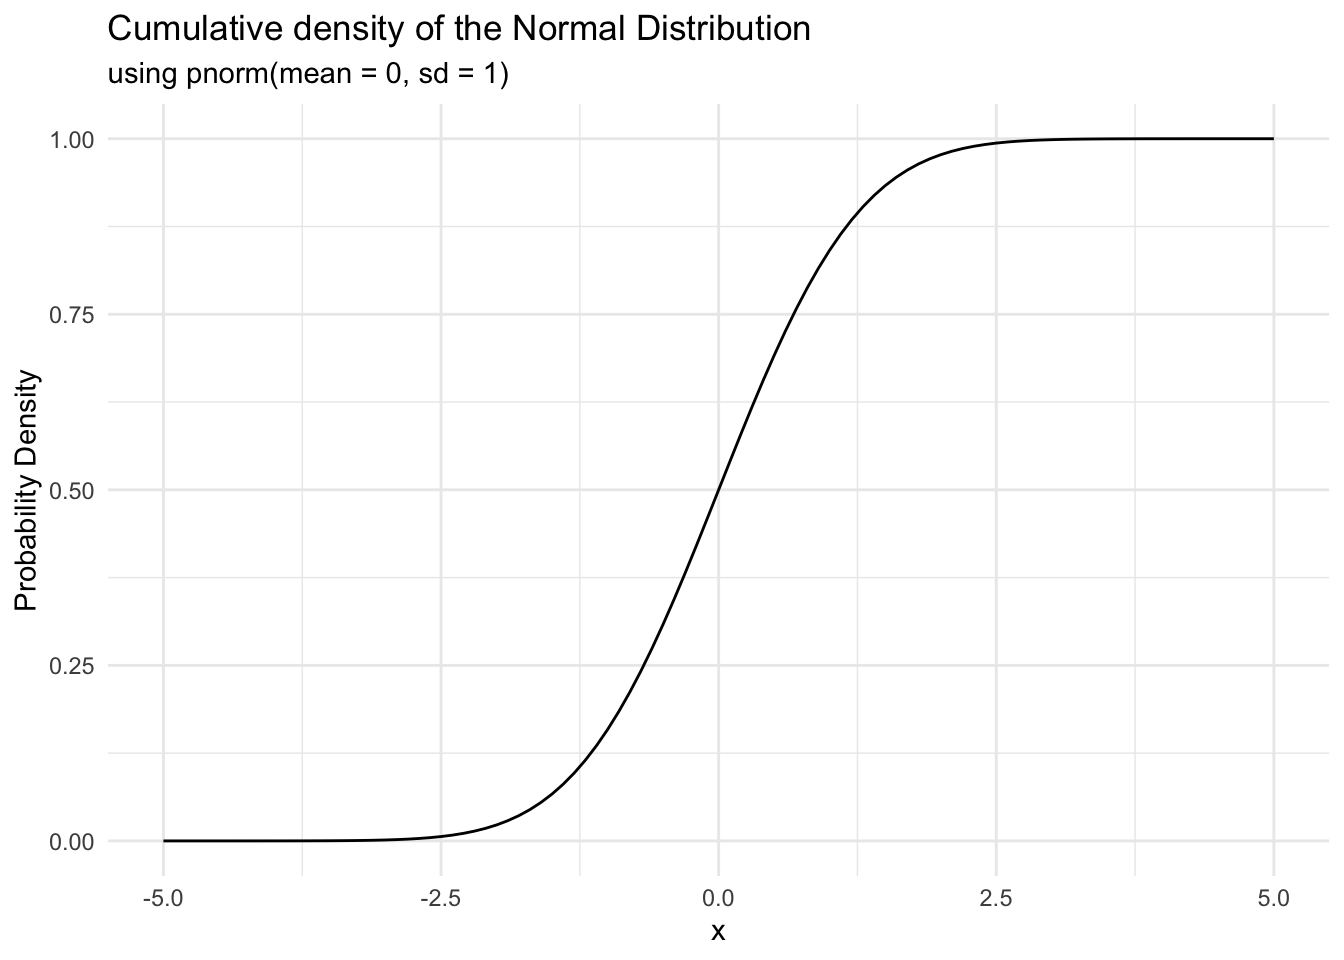 Cumulative density of the Normal Distribution
using pnorm(mean = 0, sd = 1)
Probability Density
1.00
0.75
0.50
0.25
0.00
-5.0
-2.5
0.0
2.5
5.0
x